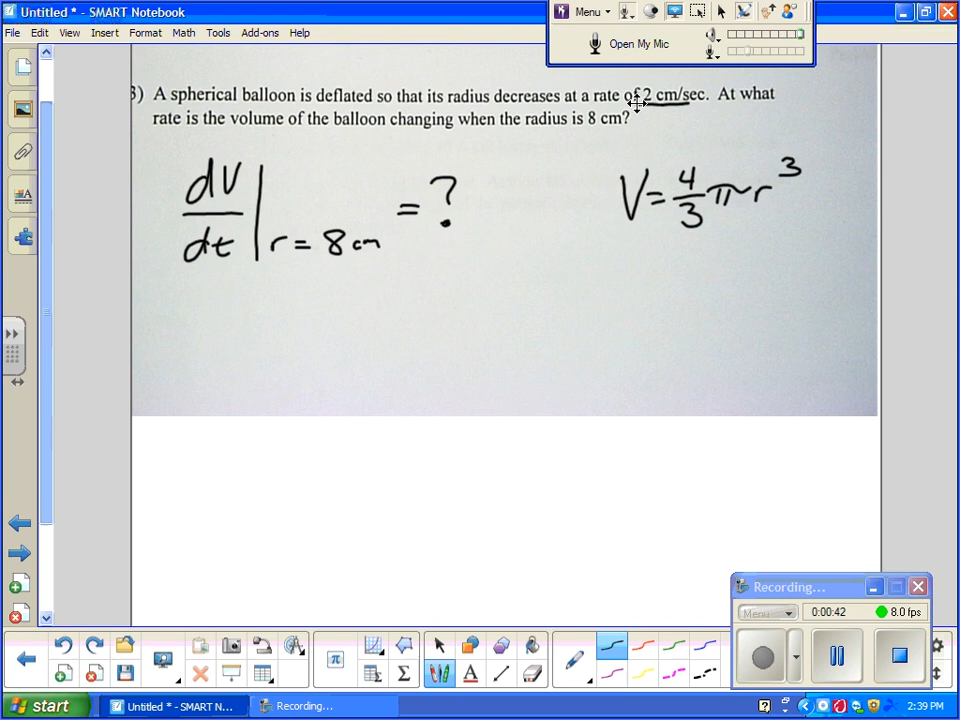 Untitled * - SMART Notebook
Menu
File Edit View Insert Format Math Tools Add-ons Help
Open My Mic
3) A spherical balloon is deflated so that its radius decreases at a rate of 2 cm/sec. At what
rate is the volume of the balloon changing when the radius is 8 cm?
dV/dt | r = 8 cm = ?
V = 4/3 π r³
Recording...
Menu 0:00:42 8.0 fps
π Σ A
start Untitled * - SMART N... Recording... 2:39 PM